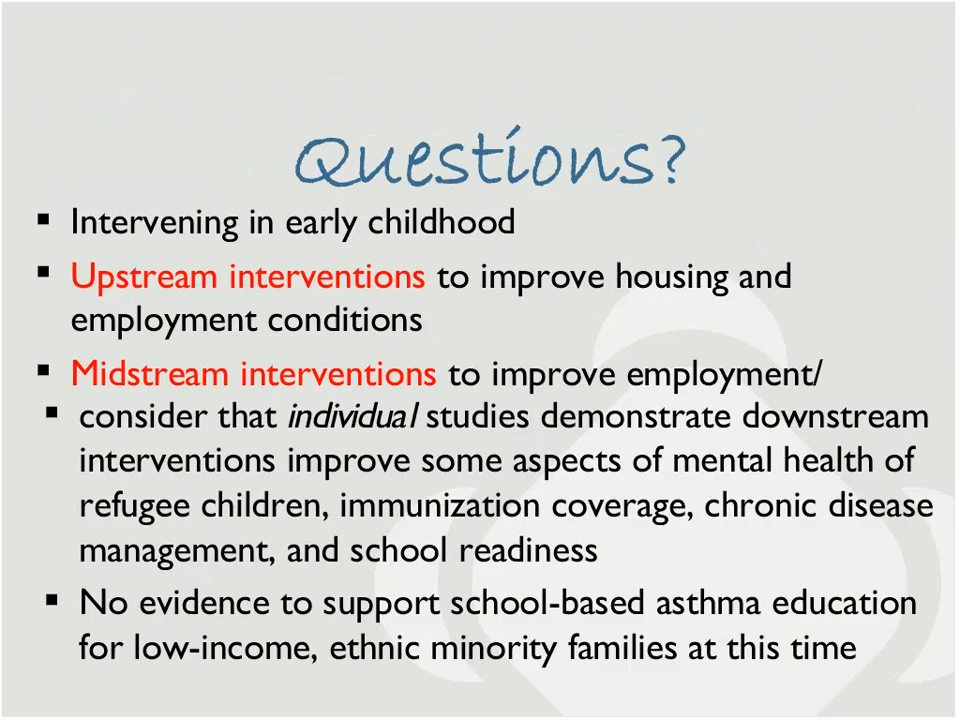 Questions?
▪ Intervening in early childhood
▪ Upstream interventions to improve housing and
employment conditions
▪ Midstream interventions to improve employment/
▪ consider that individual studies demonstrate downstream
interventions improve some aspects of mental health of
refugee children, immunization coverage, chronic disease
management, and school readiness
▪ No evidence to support school-based asthma education
for low-income, ethnic minority families at this time